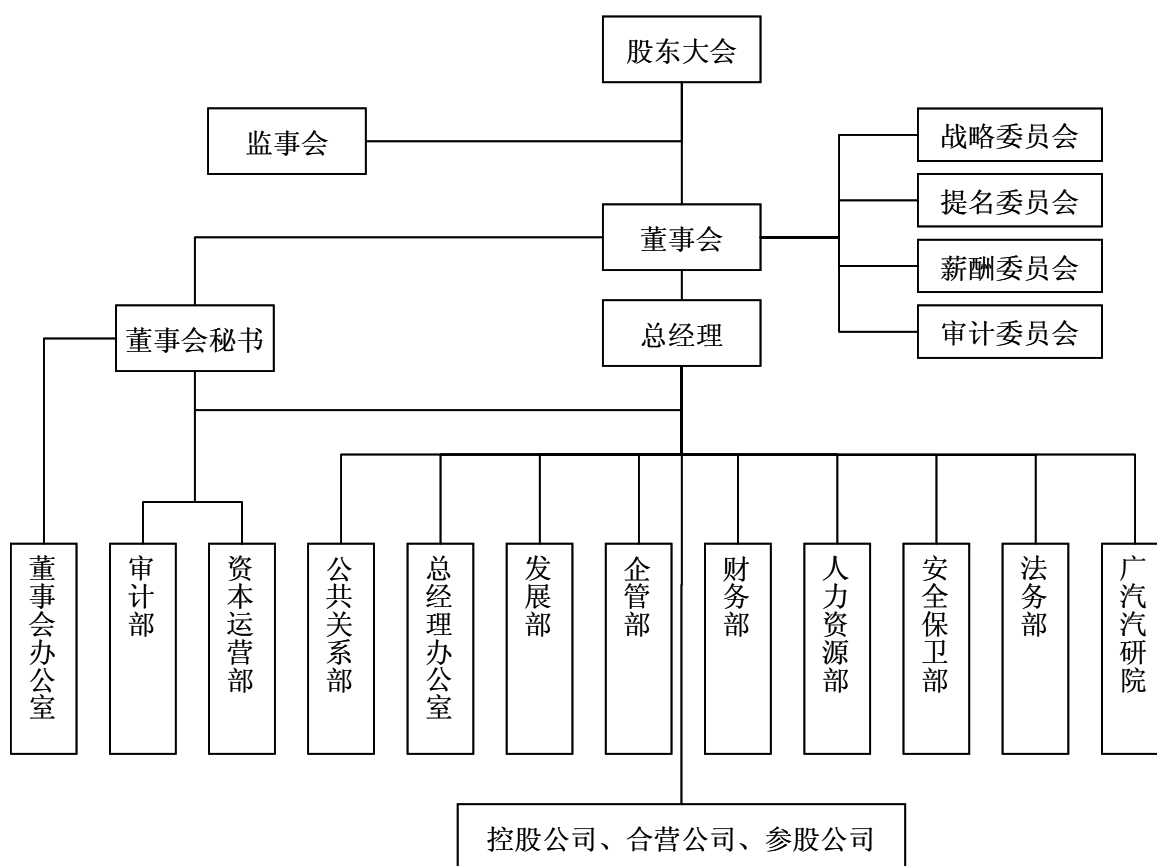 股东大会
监事会
战略委员会
提名委员会
董事会
薪酬委员会
董事会秘书
总经理
审计委员会
董事会办公室
审计部
资本运营部
公共关系部
总经理办公室
发展部
企管部
财务部
人力资源部
安全保卫部
法务部
广汽汽研院
控股公司、合营公司、参股公司